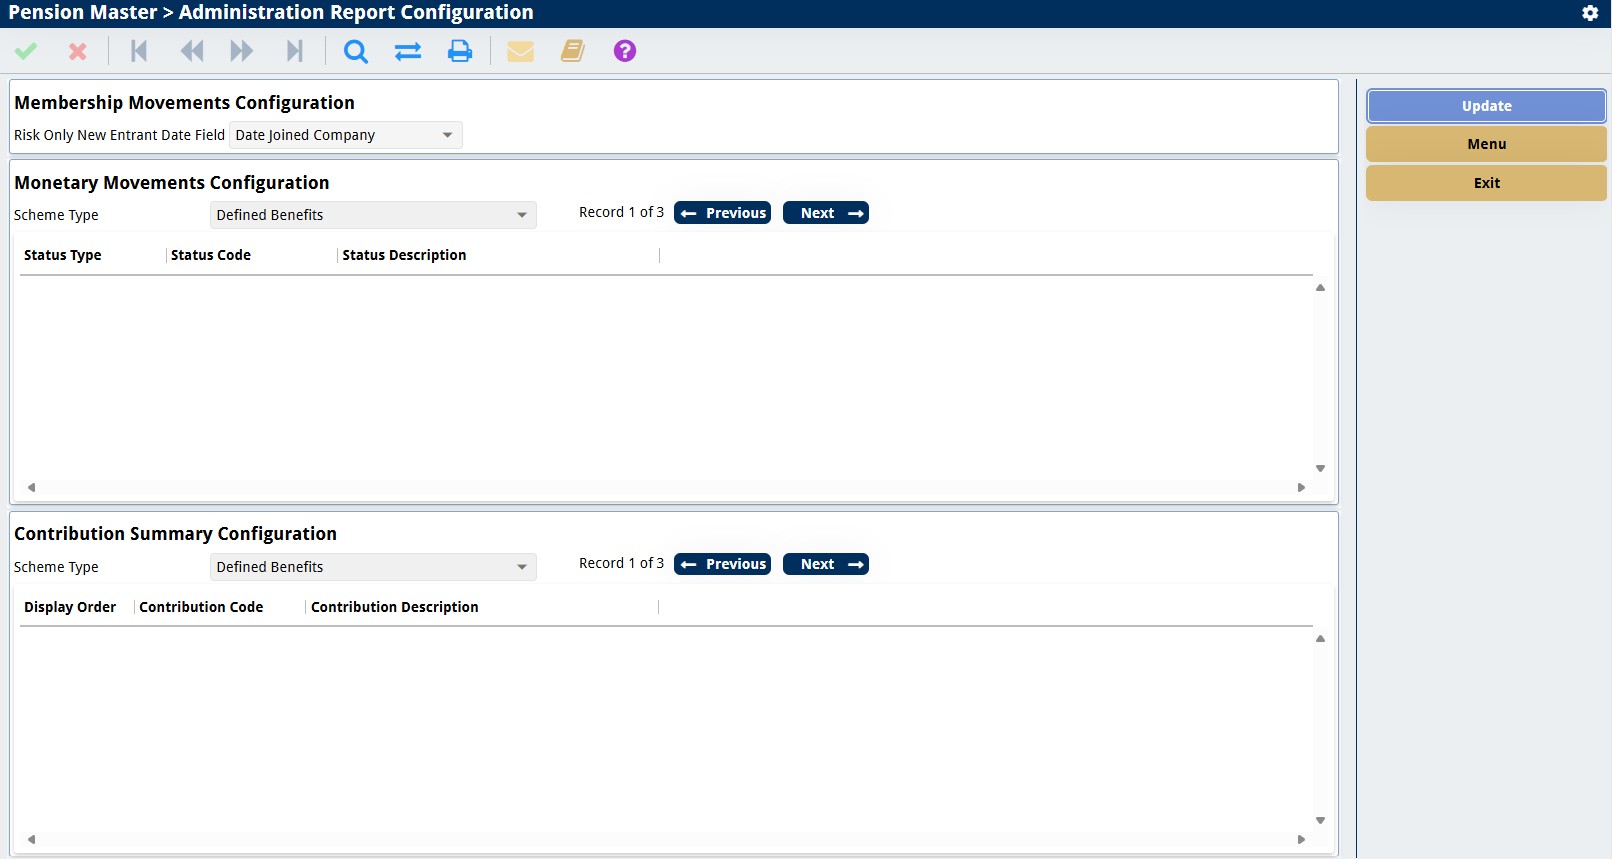 Pension Master > Administration Report Configuration
?
Membership Movements Configuration
Risk Only New Entrant Date Field Date Joined Company
Update
Menu
Exit
Monetary Movements Configuration
Scheme Type Defined Benefits Record 1 of 3 Previous Next
Status Type Status Code Status Description
Contribution Summary Configuration
Scheme Type Defined Benefits Record 1 of 3 Previous Next
Display Order Contribution Code Contribution Description